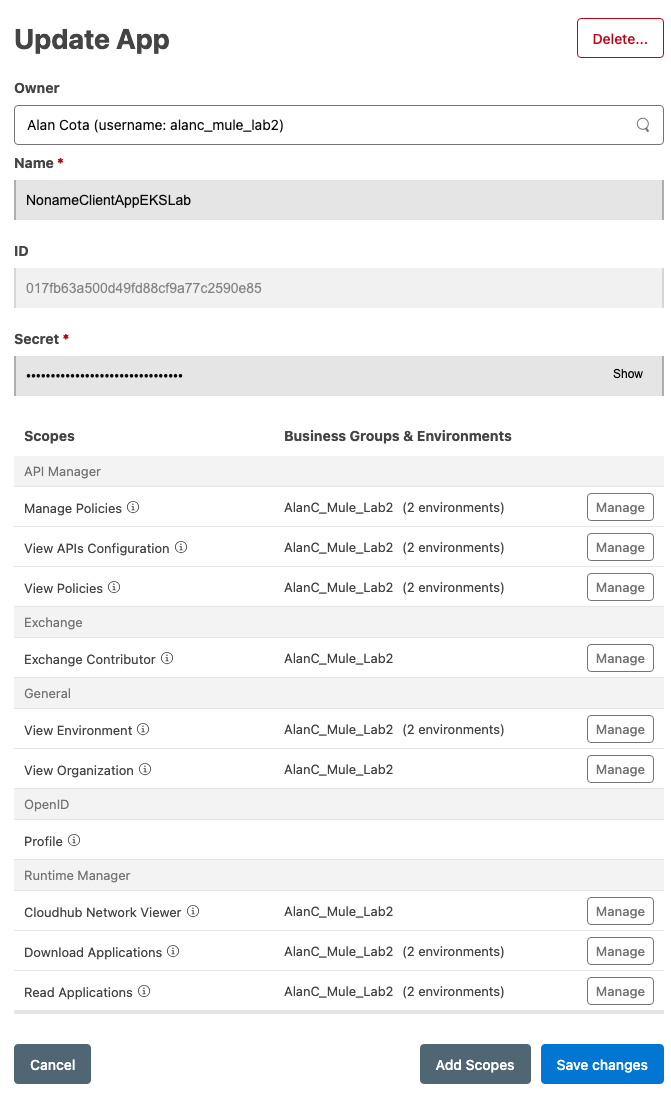 Update App
Delete...
Owner
Alan Cota (username: alanc_mule_lab2)
Name *
NonameClientAppEKSLab
ID
017fb63a500d49fd88cf9a77c2590e85
Secret *
•••••••••••••••••••••••••••••••• Show
Scopes Business Groups & Environments
API Manager
Manage Policies AlanC_Mule_Lab2 (2 environments) Manage
View APIs Configuration AlanC_Mule_Lab2 (2 environments) Manage
View Policies AlanC_Mule_Lab2 (2 environments) Manage
Exchange
Exchange Contributor AlanC_Mule_Lab2 Manage
General
View Environment AlanC_Mule_Lab2 (2 environments) Manage
View Organization AlanC_Mule_Lab2 Manage
OpenID
Profile
Runtime Manager
Cloudhub Network Viewer AlanC_Mule_Lab2 Manage
Download Applications AlanC_Mule_Lab2 (2 environments) Manage
Read Applications AlanC_Mule_Lab2 (2 environments) Manage
Cancel Add Scopes Save changes